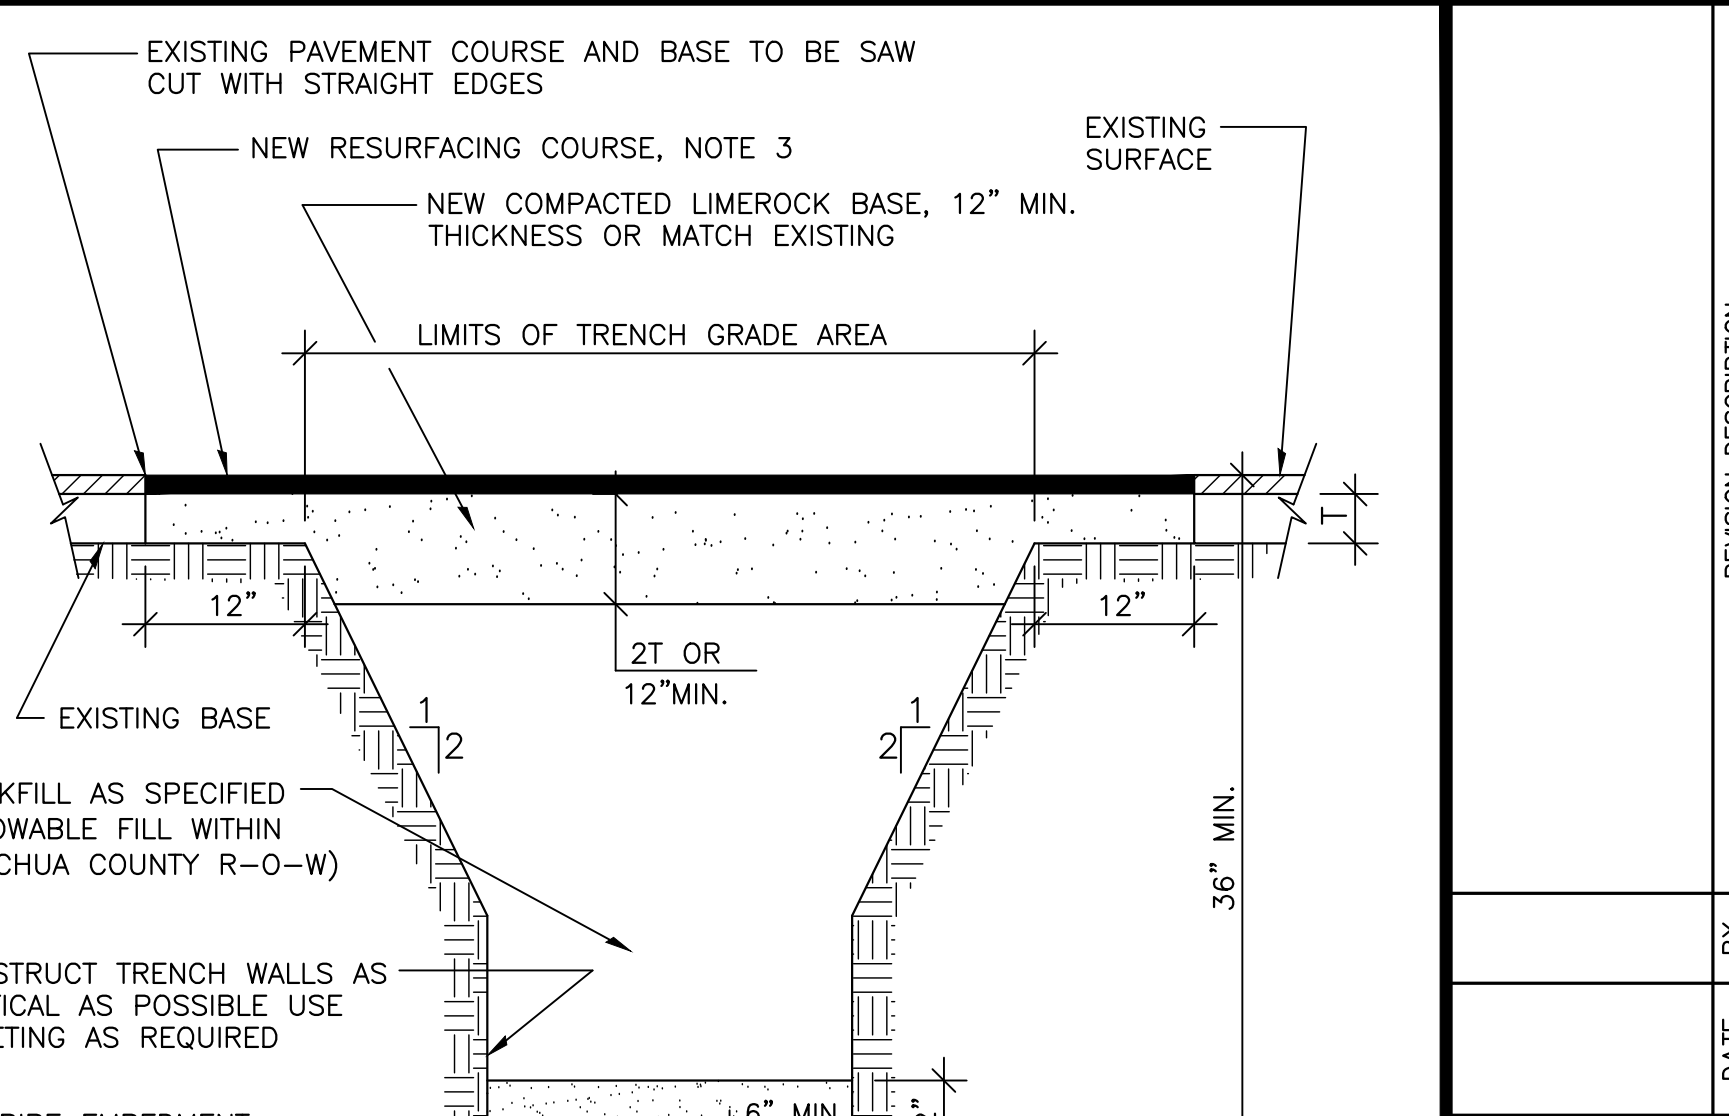 EXISTING PAVEMENT COURSE AND BASE TO BE SAW
CUT WITH STRAIGHT EDGES
NEW RESURFACING COURSE, NOTE 3
EXISTING
SURFACE
NEW COMPACTED LIMEROCK BASE, 12" MIN.
THICKNESS OR MATCH EXISTING
LIMITS OF TRENCH GRADE AREA
T
12"
12"
2T OR
12"MIN.
EXISTING BASE
1
2
1
2
KFILL AS SPECIFIED
OWABLE FILL WITHIN
CHUA COUNTY R-O-W)
36" MIN.
STRUCT TRENCH WALLS AS
TICAL AS POSSIBLE USE
ETING AS REQUIRED
6" MIN
REVISION DESCRIPTION
BY
DATE